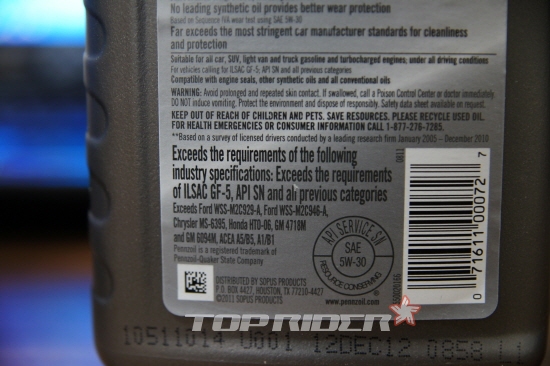 No leading synthetic oil provides better wear protection
based on Sequence IVA wear test using SAE 5W-30
Far exceeds the most stringent car manufacturer standards for cleanliness
and protection
Suitable for all car, SUV, light van and truck gasoline and turbocharged engines, under all driving conditions
For vehicles calling for ILSAC GF-5; API SN and all previous categories
Compatible with engine seals, other synthetic oils and all conventional oils
WARNING: Avoid prolonged and repeated skin contact. If swallowed, call a Poison Control Center or doctor immediately.
DO NOT induce vomiting. Protect the environment and dispose of responsibly. Safety data sheet available on request.
KEEP OUT OF REACH OF CHILDREN AND PETS. SAVE RESOURCES. PLEASE RECYCLE USED OIL.
FOR HEALTH EMERGENCIES OR CONSUMER INFORMATION CALL 1-877-276-7285.
**Based on a survey of licensed drivers conducted by a leading research firm January 2005 – December 2010
Exceeds the requirements of the following
industry specifications: Exceeds the requirements
of ILSAC GF-5, API SN and all previous categories
Exceeds Ford WSS-M2C929-A, Ford WSS-M2C946-A,
Chrysler MS-6395, Honda HTO-06, GM 4718M
and GM 6094M, ACEA A5/B5, A1/B1
Pennzoil is a registered trademark of
Pennzoil-Quaker State Company
API SERVICE SN
SAE
5W-30
RESOURCE CONSERVING
DISTRIBUTED BY SOPUS PRODUCTS
P.O. BOX 4427, HOUSTON, TX 77210-4427
©2011 SOPUS PRODUCTS
www.pennzoil.com
0 71611 00072 7
TOP RIDER
10511014 U001 12DEC12 0858 L1